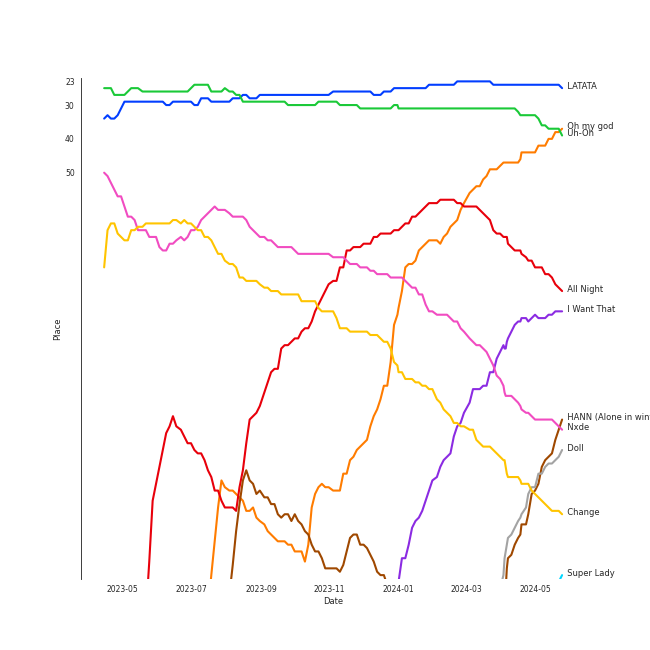 23
30
40
50
Place
LATATA
Oh my god
Uh-Oh
All Night
I Want That
HANN (Alone in win
Nxde
Doll
Change
Super Lady
2023-05
2023-07
2023-09
2023-11
2024-01
2024-03
2024-05
Date